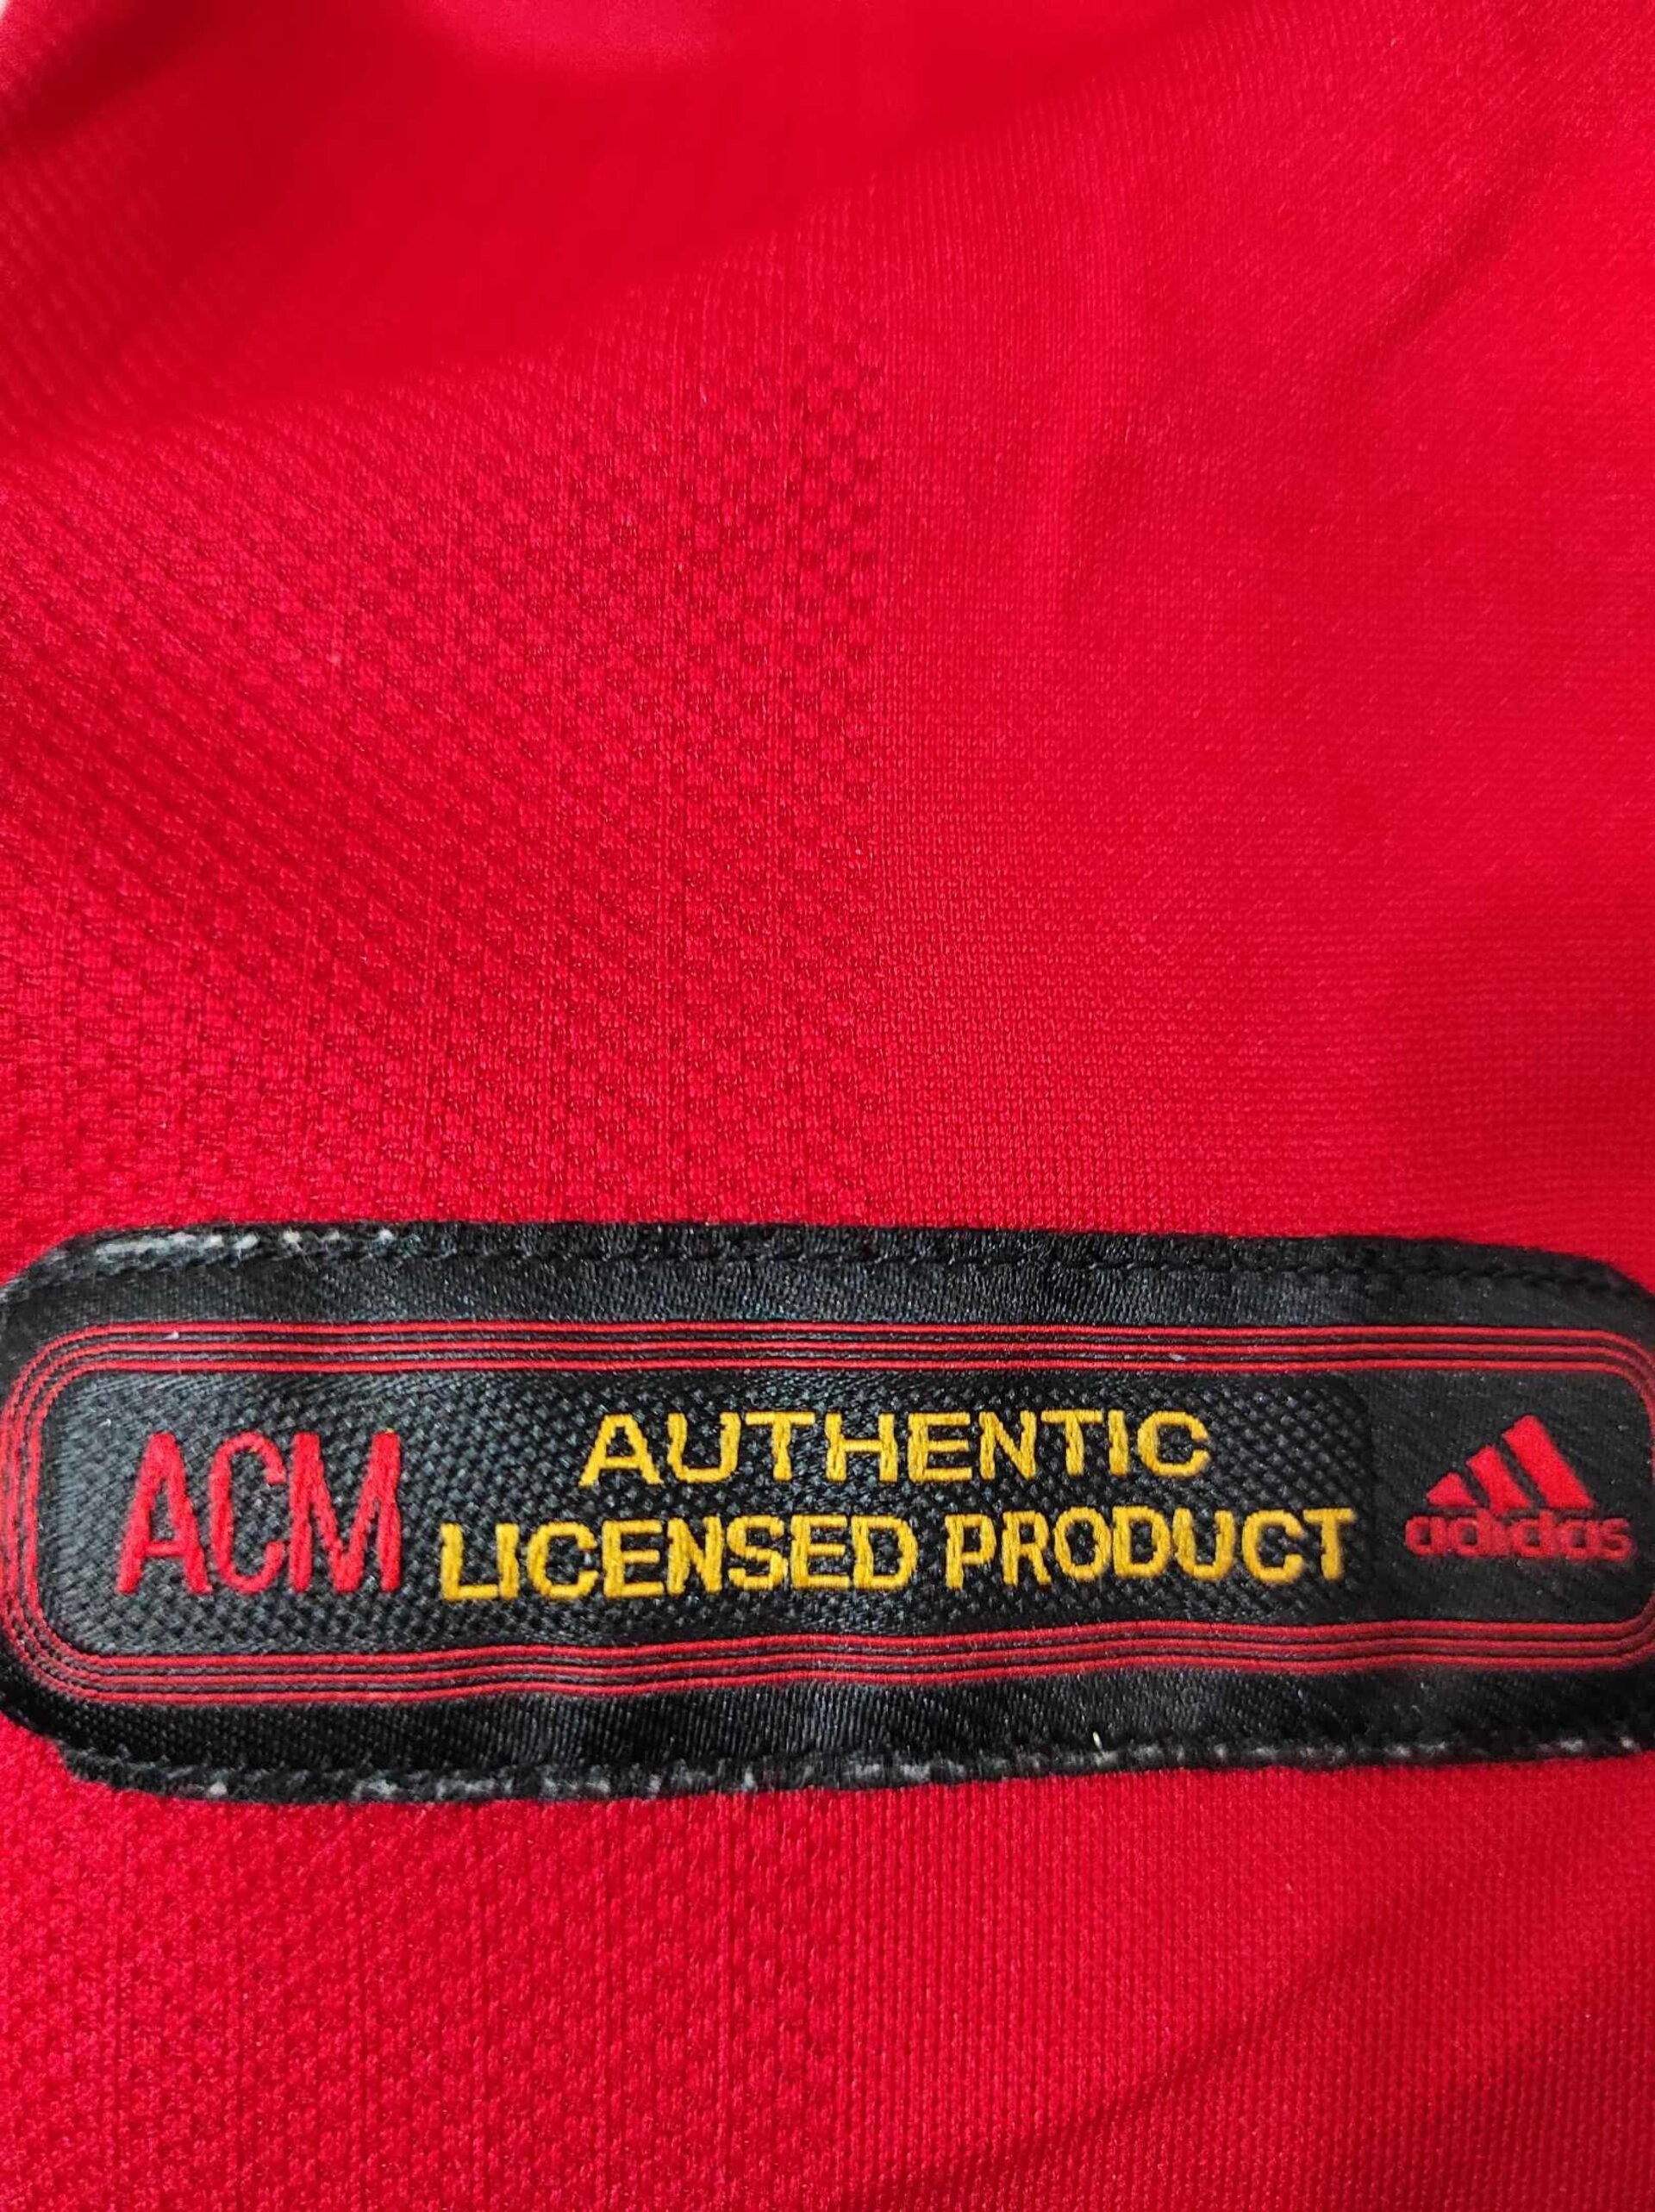 ACM
AUTHENTIC
LICENSED PRODUCT
adidas